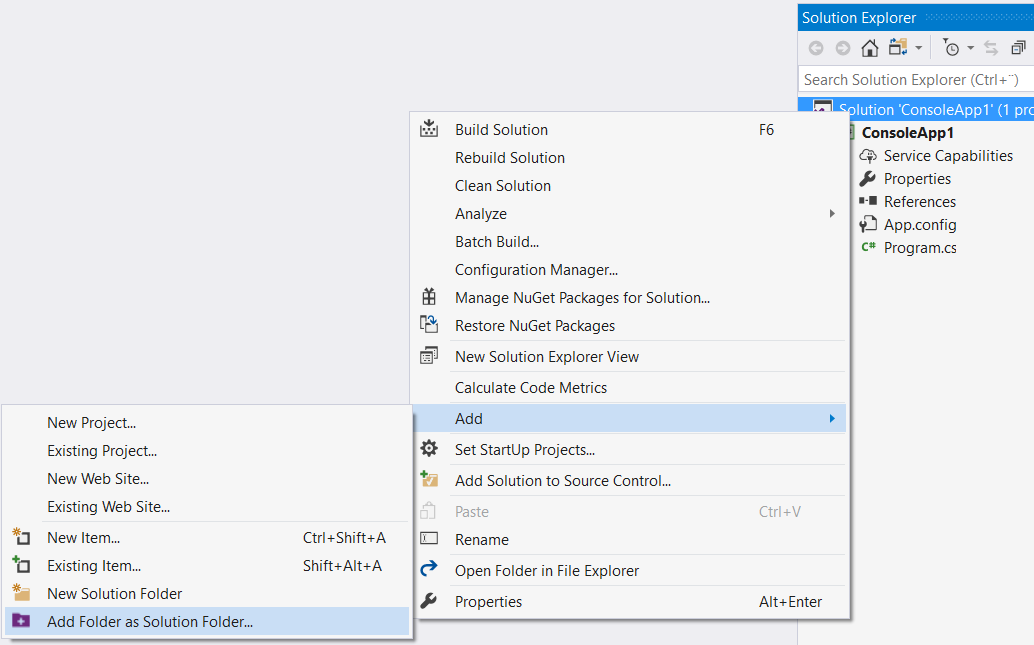 Solution Explorer
Search Solution Explorer (Ctrl+¨)
Solution 'ConsoleApp1' (1
ConsoleApp1
Service Capabilities
Properties
References
App.config
C# Program.cs
Build Solution F6
Rebuild Solution
Clean Solution
Analyze
Batch Build...
Configuration Manager...
Manage NuGet Packages for Solution...
Restore NuGet Packages
New Solution Explorer View
Calculate Code Metrics
Add
Set StartUp Projects...
Add Solution to Source Control...
Paste Ctrl+V
Rename
Open Folder in File Explorer
Properties Alt+Enter
New Project...
Existing Project...
New Web Site...
Existing Web Site...
New Item... Ctrl+Shift+A
Existing Item... Shift+Alt+A
New Solution Folder
Add Folder as Solution Folder...